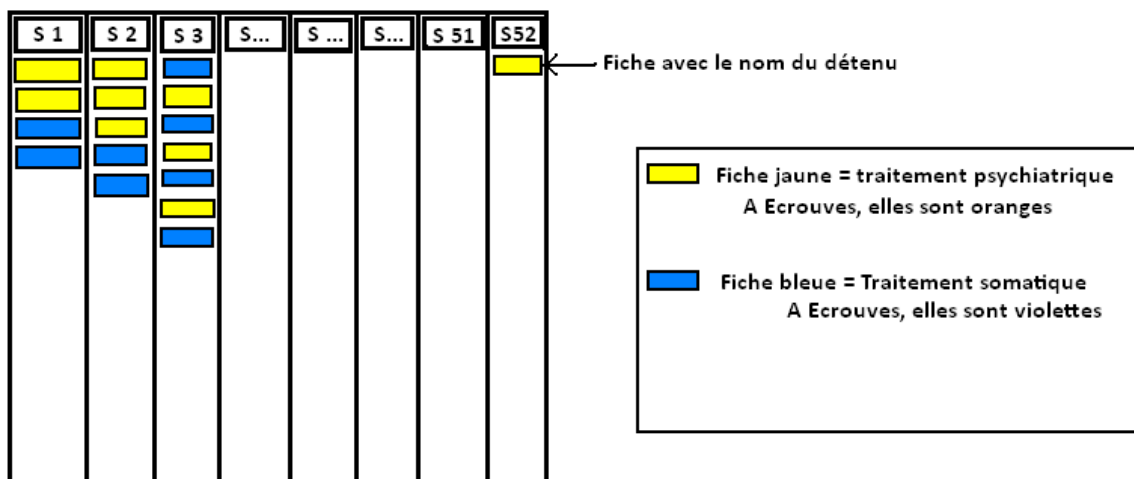 S 1 S 2 S 3 S... S ... S... S 51 S52
Fiche avec le nom du détenu
Fiche jaune = traitement psychiatrique
A Ecrouves, elles sont oranges
Fiche bleue = Traitement somatique
A Ecrouves, elles sont violettes